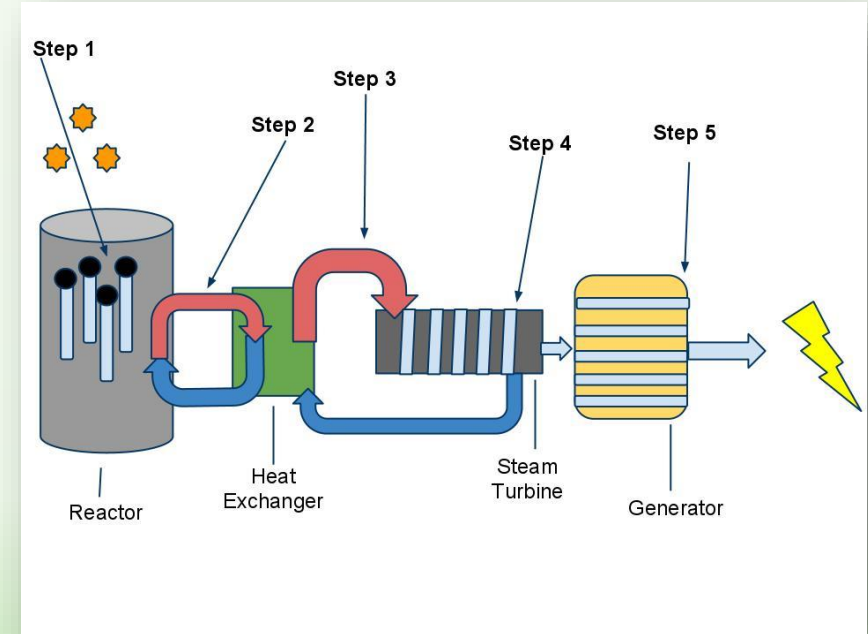 Step 1
Step 2
Step 3
Step 4
Step 5
Reactor
Heat
Exchanger
Steam
Turbine
Generator